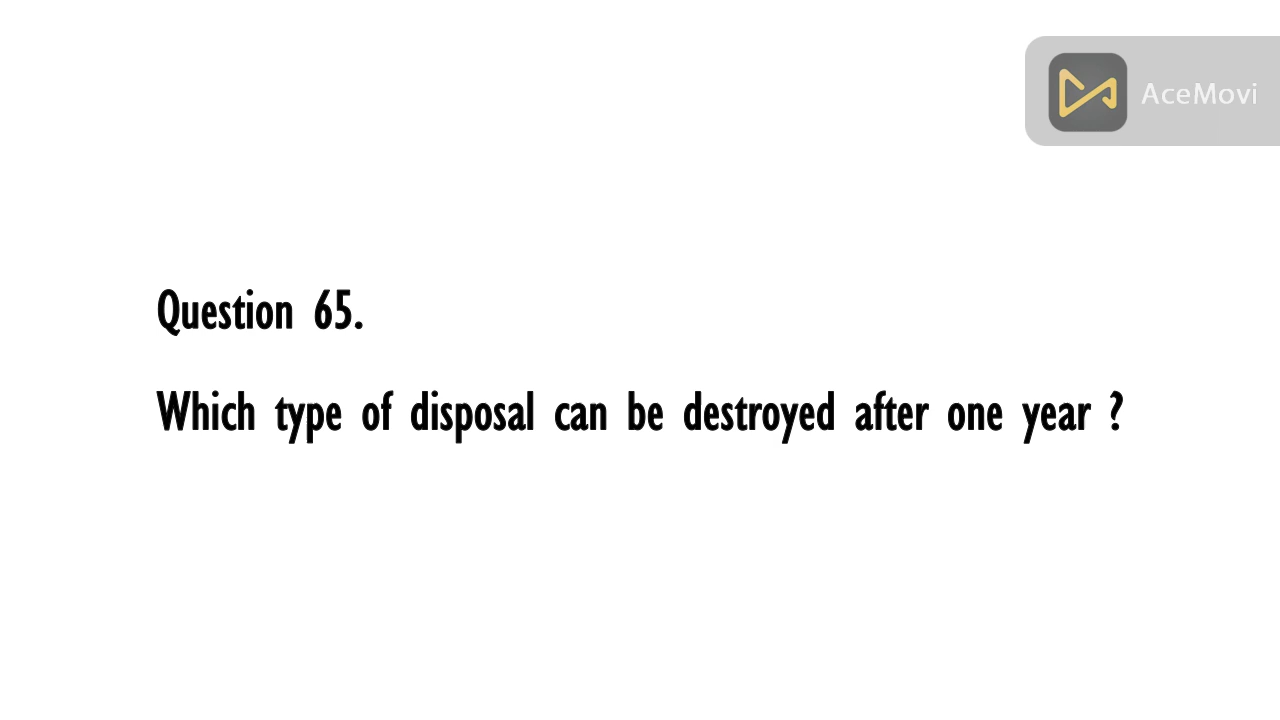 AceMovi
Question 65.
Which type of disposal can be destroyed after one year ?